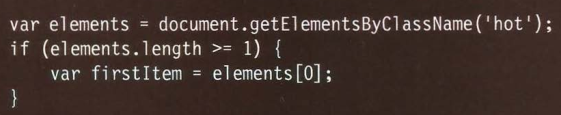 var elements = document.getElementsByClassName('hot');
if (elements.length >= 1) {
    var firstItem = elements[0];
}